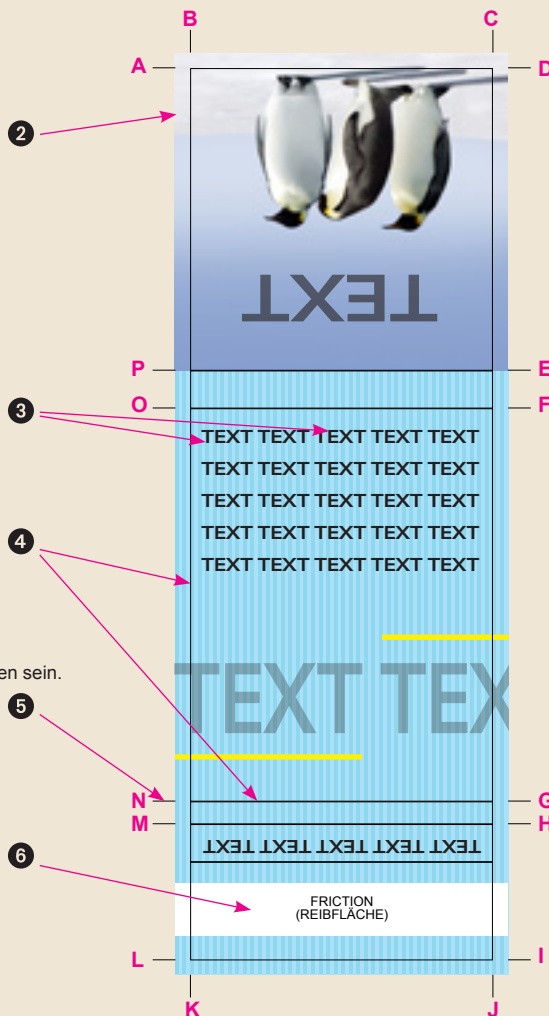 B C
A D
2
TEXT
P E
O F
3
TEXT TEXT TEXT TEXT TEXT
TEXT TEXT TEXT TEXT TEXT
TEXT TEXT TEXT TEXT TEXT
TEXT TEXT TEXT TEXT TEXT
4
TEXT TEXT TEXT TEXT TEXT
en sein.
TEXT TEX
5
N G
M H
TEXT TEXT TEXT TEXT TEXT
6
FRICTION
(REIBFLÄCHE)
L I
K J